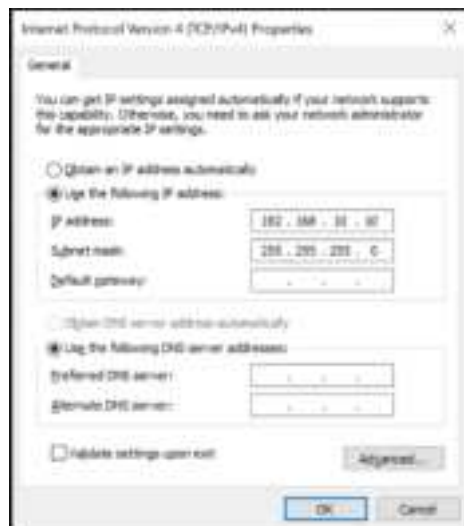 Internet Protocol Version 4 (TCP/IPv4) Properties
General
You can get IP settings assigned automatically if your network supports
this capability. Otherwise, you need to ask your network administrator
for the appropriate IP settings.
Obtain an IP address automatically
Use the following IP address:
IP address: 192 . 168 . 10 . 10
Subnet mask: 255 . 255 . 255 . 0
Default gateway: . . .
Obtain DNS server address automatically
Use the following DNS server addresses:
Preferred DNS server: . . .
Alternate DNS server: . . .
Validate settings upon exit
Advanced...
OK Cancel